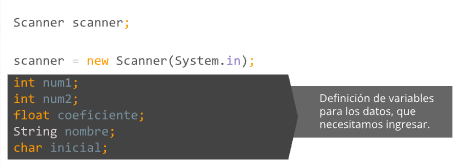 Scanner scanner;
scanner = new Scanner(System.in);
int num1;
int num2;
float coeficiente;
String nombre;
char inicial;
Definición de variables
para los datos, que
necesitamos ingresar.